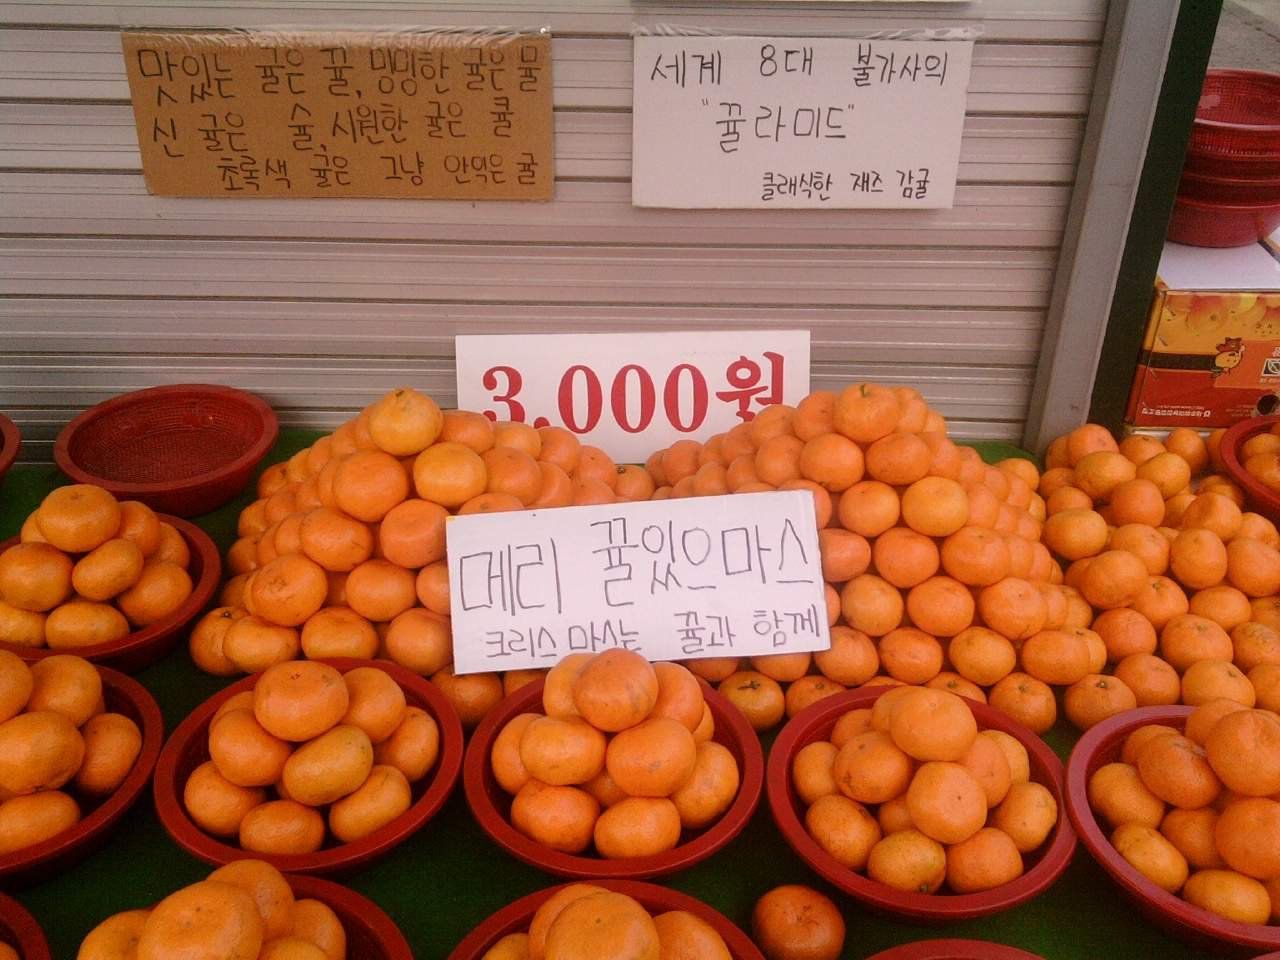 맛있는 귤은 꿀, 밍밍한 귤은 물
신 귤은 술, 시원한 귤은 쿨
초록색 귤은 그냥 안익은 귤
세계 8대 불가사의
"뀰라미드"
클래식한 재즈 감귤
3,000원
메리 뀰있으마스
크리스마스는 뀰과 함께